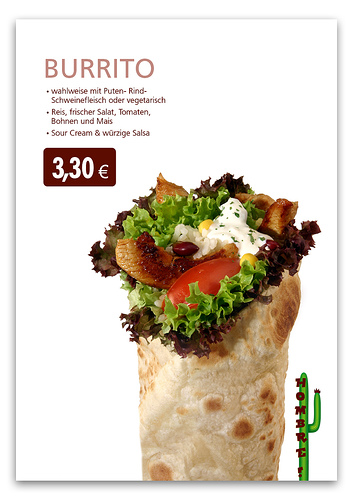 BURRITO
• wahlweise mit Puten- Rind-
Schweinefleisch oder vegetarisch
• Reis, frischer Salat, Tomaten,
Bohnen und Mais
• Sour Cream & würzige Salsa
3,30 €
HOMBRE!